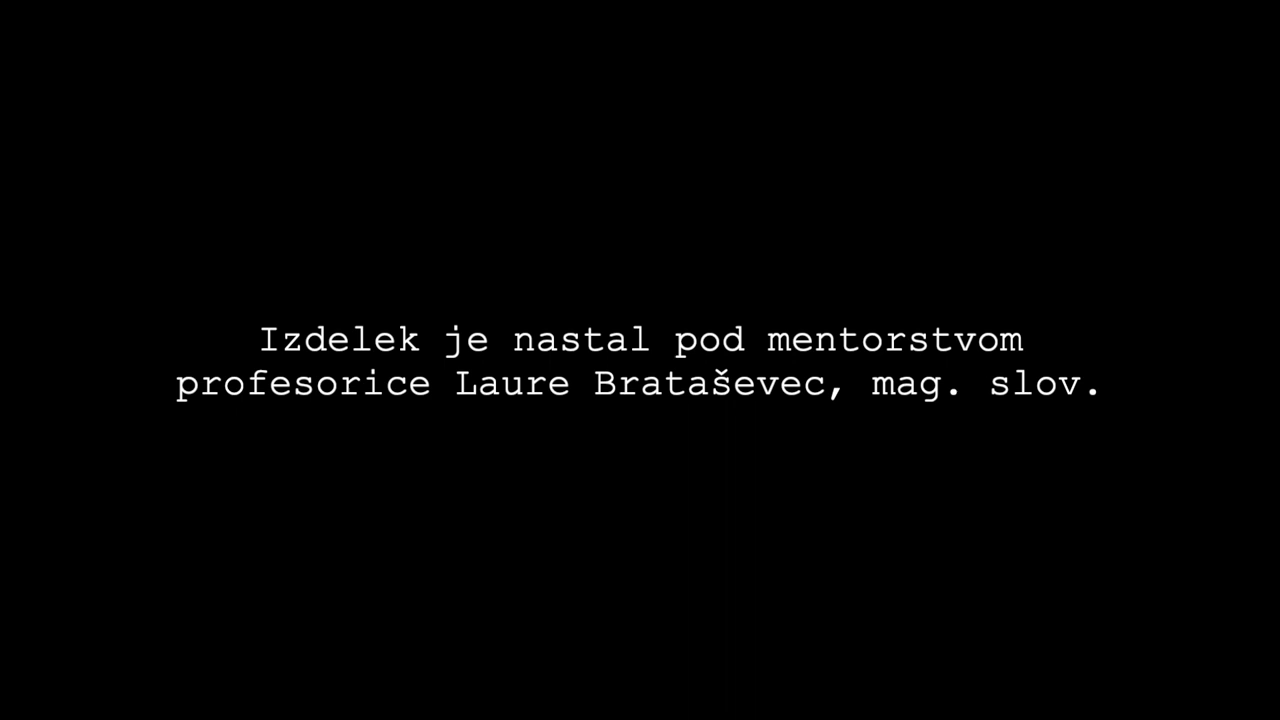 Izdelek je nastal pod mentorstvom
profesorice Laure Brataševec, mag. slov.